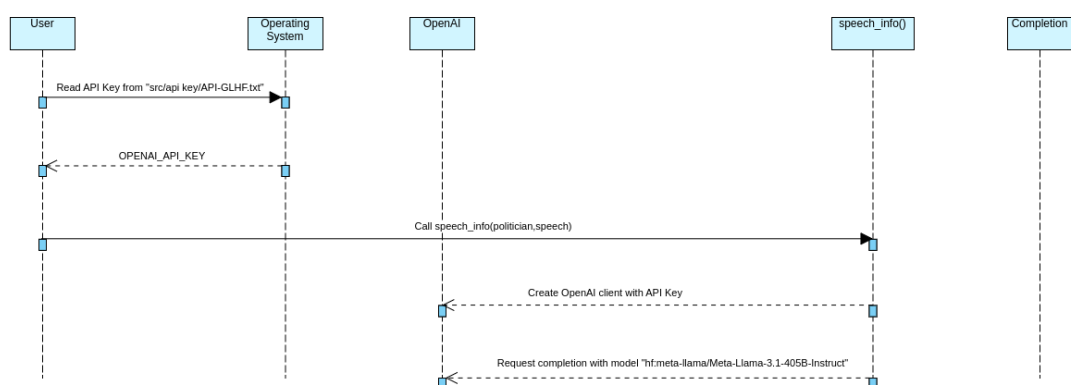 User
Operating
System
OpenAI
speech_info()
Completion
Read API Key from "src/api key/API-GLHF.txt"
OPENAI_API_KEY
Call speech_info(politician,speech)
Create OpenAI client with API Key
Request completion with model "hf:meta-llama/Meta-Llama-3.1-405B-Instruct"